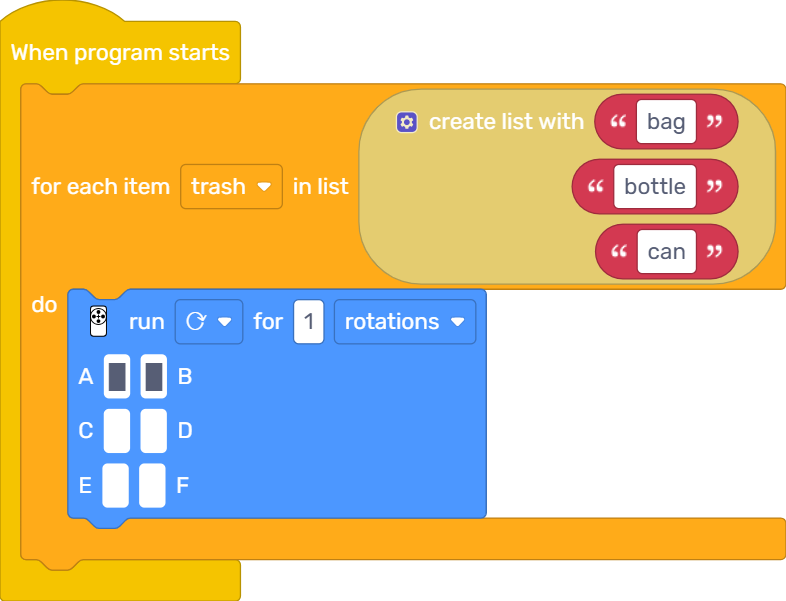 When program starts
create list with “ bag ”
for each item trash in list “ bottle ”
“ can ”
do
run for 1 rotations
A B
C D
E F